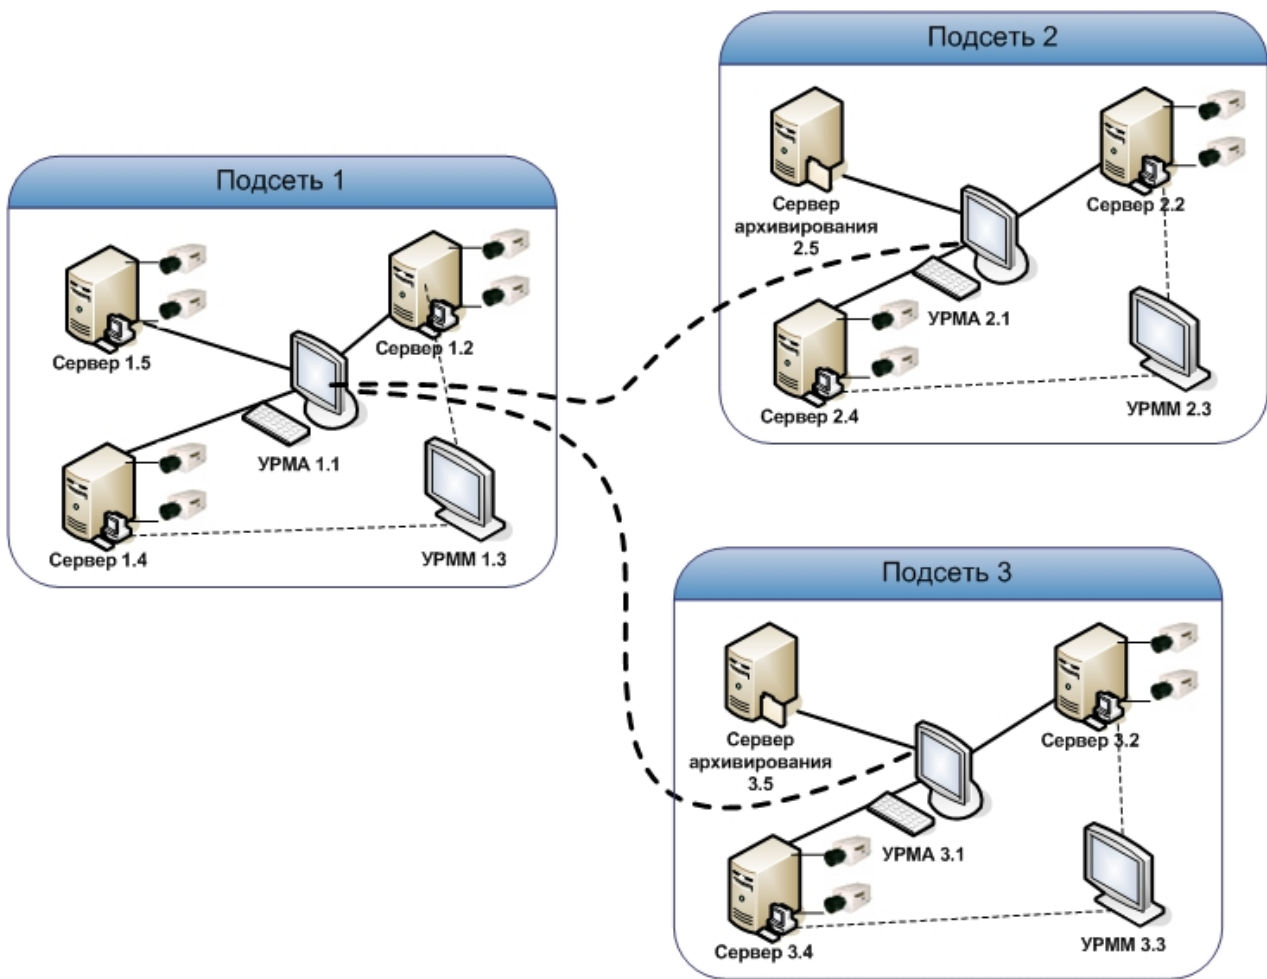 Подсеть 1
Сервер 1.5
Сервер 1.2
УРМА 1.1
Сервер 1.4
УРММ 1.3
Подсеть 2
Сервер
архивирования
2.5
Сервер 2.2
УРМА 2.1
Сервер 2.4
УРММ 2.3
Подсеть 3
Сервер
архивирования
3.5
Сервер 3.2
УРМА 3.1
Сервер 3.4
УРММ 3.3